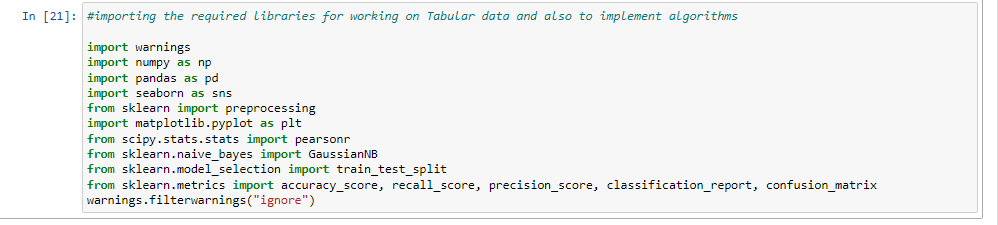 In [21]: #importing the required libraries for working on Tabular data and also to implement algorithms
import warnings
import numpy as np
import pandas as pd
import seaborn as sns
from sklearn import preprocessing
import matplotlib.pyplot as plt
from scipy.stats.stats import pearsonr
from sklearn.naive_bayes import GaussianNB
from sklearn.model_selection import train_test_split
from sklearn.metrics import accuracy_score, recall_score, precision_score, classification_report, confusion_matrix
warnings.filterwarnings("ignore")